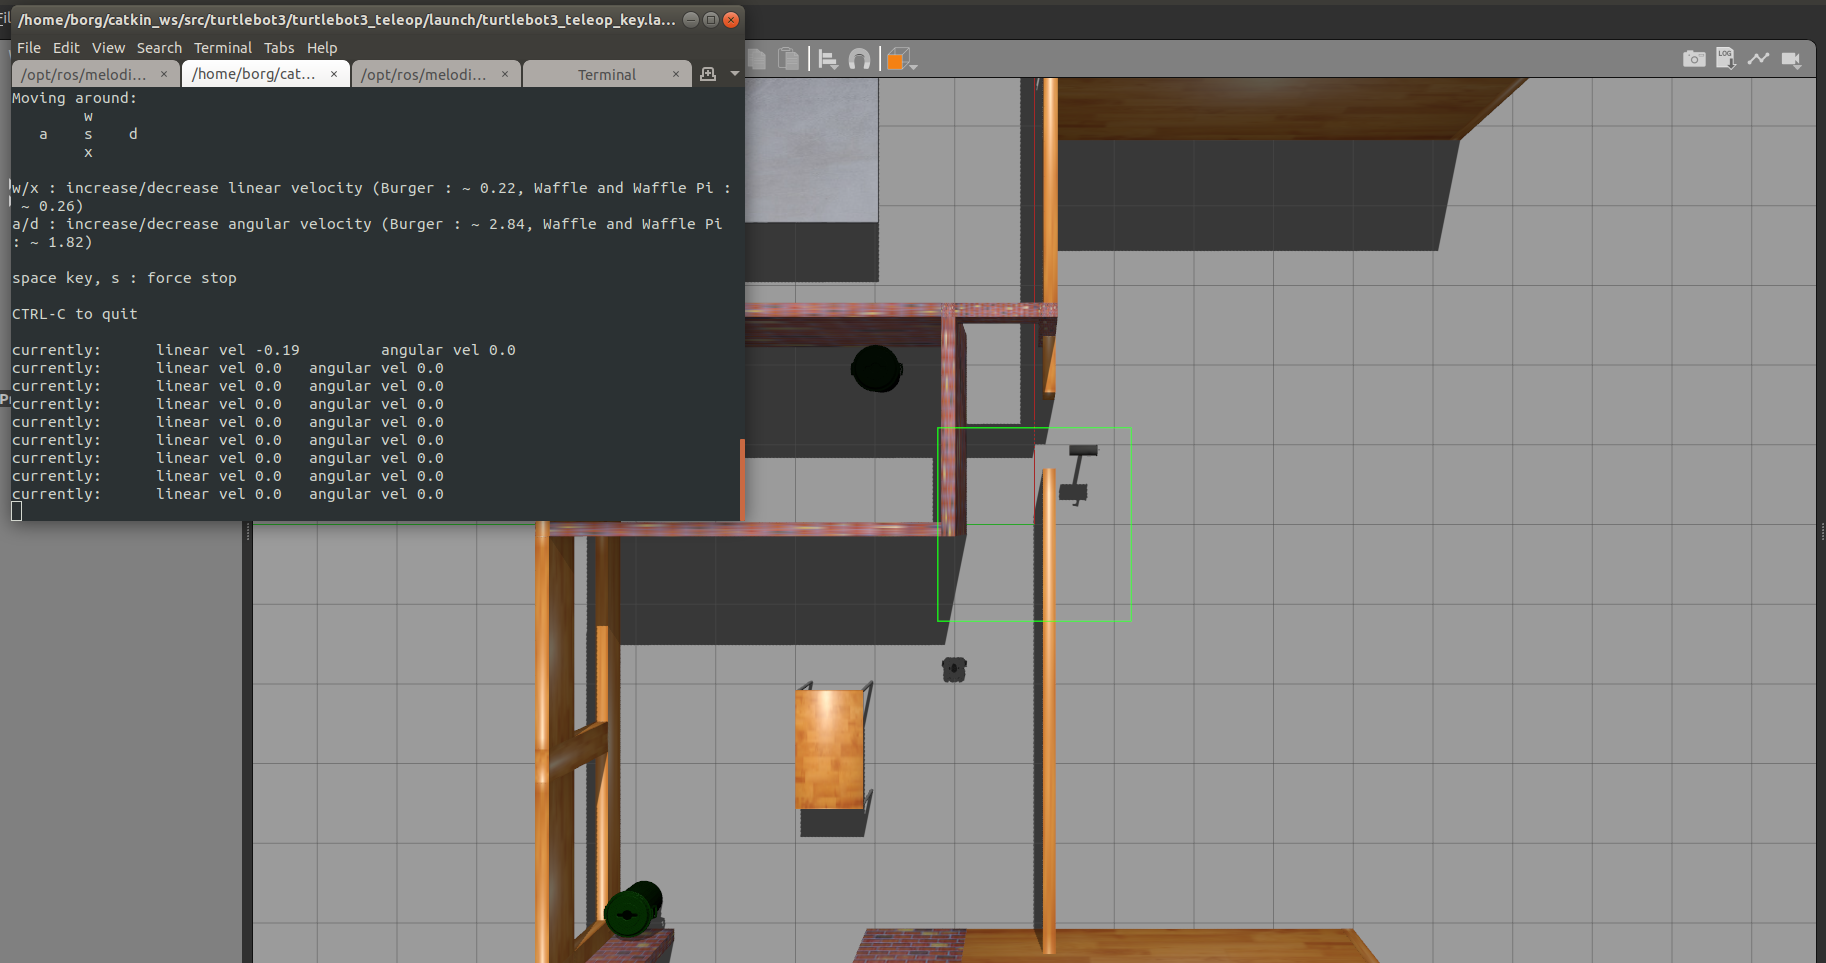 /home/borg/catkin_ws/src/turtlebot3/turtlebot3_teleop/launch/turtlebot3_teleop_key.la...
File Edit View Search Terminal Tabs Help
/opt/ros/melodi... × /home/borg/cat... × /opt/ros/melodi... × Terminal ×
LOG
Moving around:
w
a s d
x
w/x : increase/decrease linear velocity (Burger : ~ 0.22, Waffle and Waffle Pi :
~ 0.26)
a/d : increase/decrease angular velocity (Burger : ~ 2.84, Waffle and Waffle Pi
: ~ 1.82)
space key, s : force stop
CTRL-C to quit
currently: linear vel -0.19 angular vel 0.0
currently: linear vel 0.0 angular vel 0.0
currently: linear vel 0.0 angular vel 0.0
currently: linear vel 0.0 angular vel 0.0
currently: linear vel 0.0 angular vel 0.0
currently: linear vel 0.0 angular vel 0.0
currently: linear vel 0.0 angular vel 0.0
currently: linear vel 0.0 angular vel 0.0
currently: linear vel 0.0 angular vel 0.0